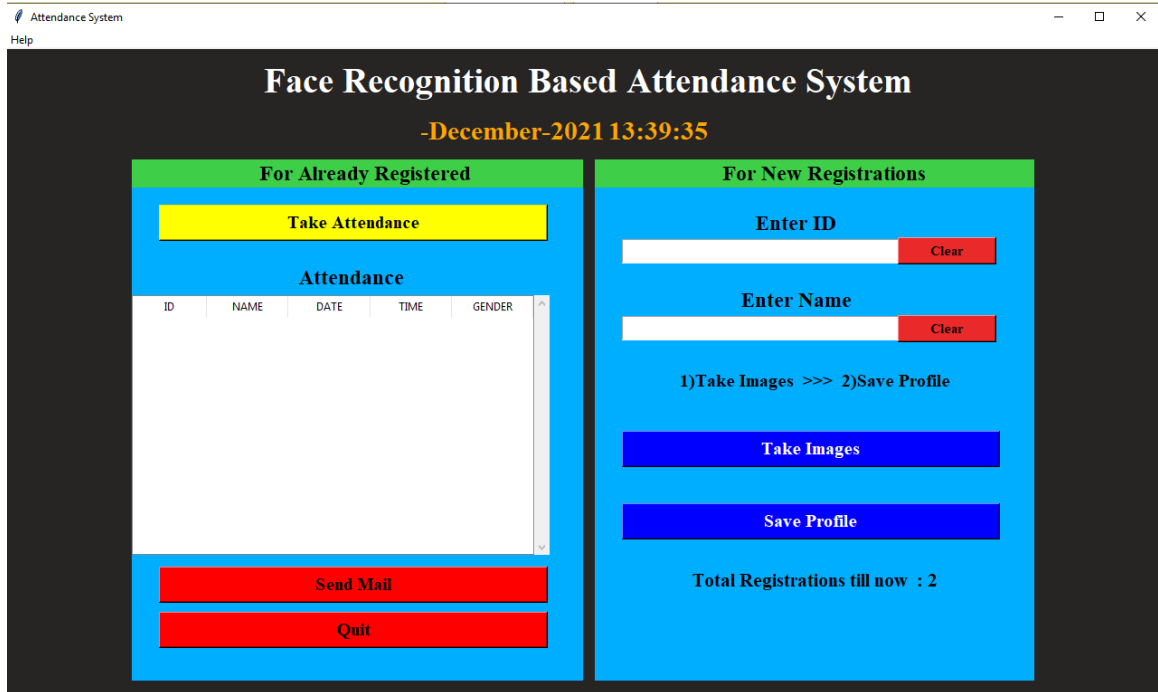 Attendance System
Help
Face Recognition Based Attendance System
-December-2021 13:39:35
For Already Registered
Take Attendance
Attendance
ID NAME DATE TIME GENDER
Send Mail
Quit
For New Registrations
Enter ID
Clear
Enter Name
Clear
1)Take Images >>> 2)Save Profile
Take Images
Save Profile
Total Registrations till now : 2